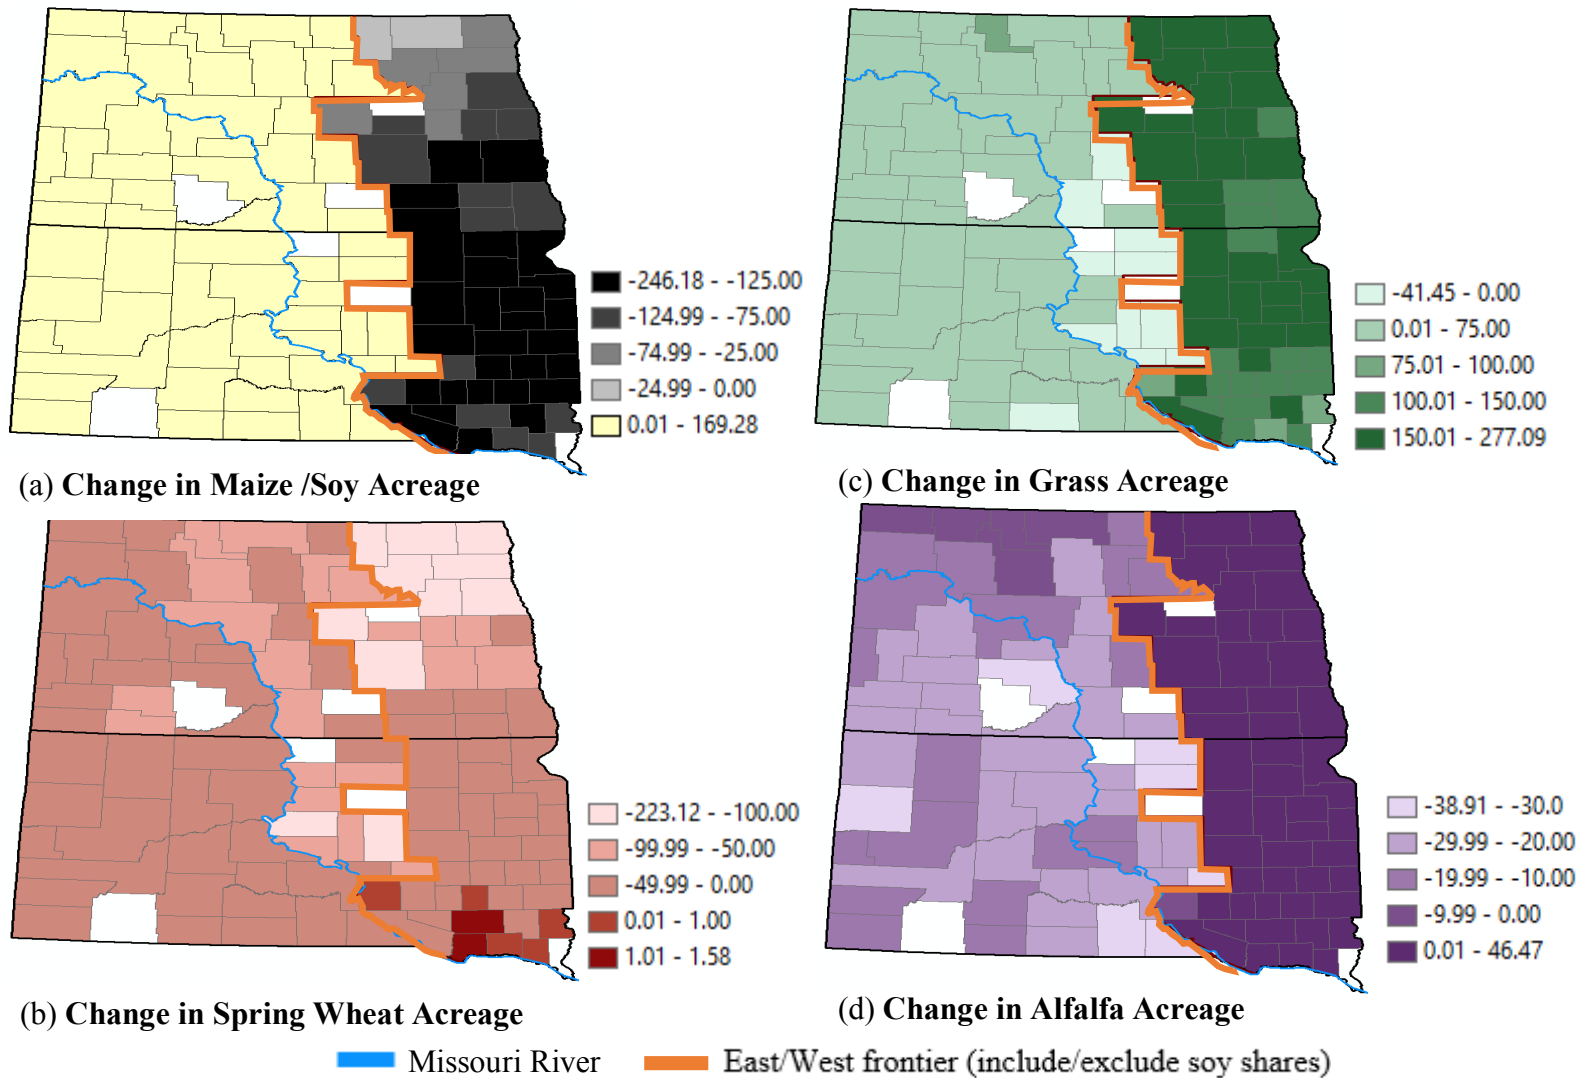 -246.18 - -125.00
-124.99 - -75.00
-74.99 - -25.00
-24.99 - 0.00
0.01 - 169.28
(a) Change in Maize /Soy Acreage
-41.45 - 0.00
0.01 - 75.00
75.01 - 100.00
100.01 - 150.00
150.01 - 277.09
(c) Change in Grass Acreage
-223.12 - -100.00
-99.99 - -50.00
-49.99 - 0.00
0.01 - 1.00
1.01 - 1.58
(b) Change in Spring Wheat Acreage
-38.91 - -30.0
-29.99 - -20.00
-19.99 - -10.00
-9.99 - 0.00
0.01 - 46.47
(d) Change in Alfalfa Acreage
Missouri River
East/West frontier (include/exclude soy shares)